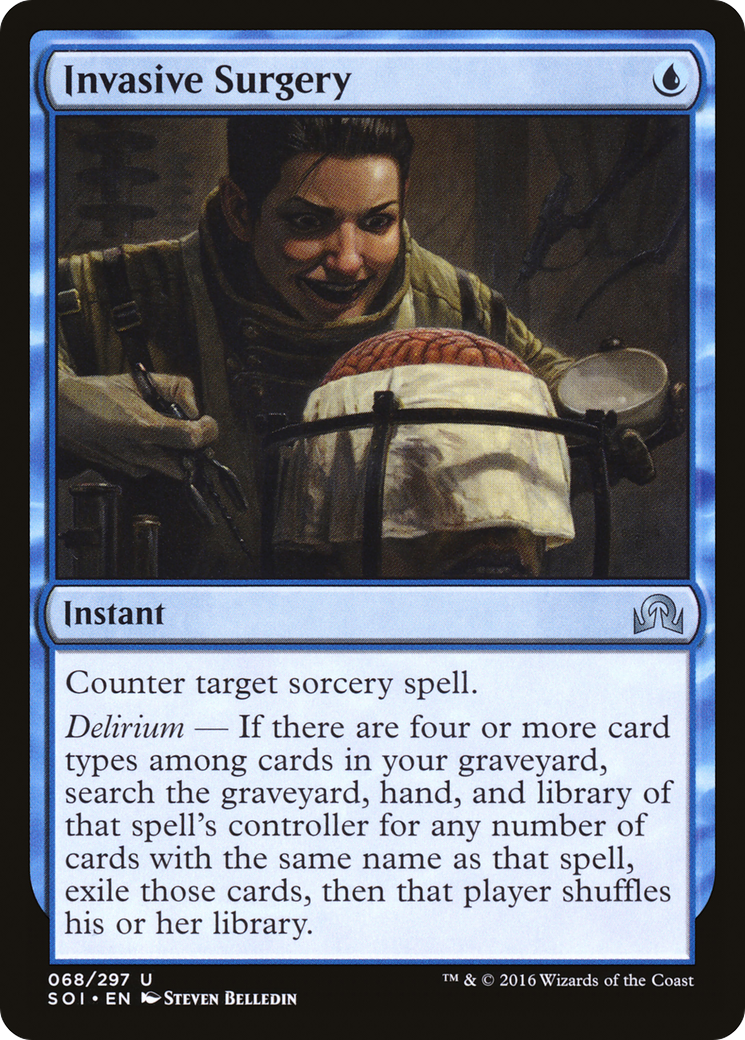 Invasive Surgery
Instant
Counter target sorcery spell.
Delirium — If there are four or more card
types among cards in your graveyard,
search the graveyard, hand, and library of
that spell's controller for any number of
cards with the same name as that spell,
exile those cards, then that player shuffles
his or her library.
068/297 U
SOI • EN Steven Belledin
™ & © 2016 Wizards of the Coast